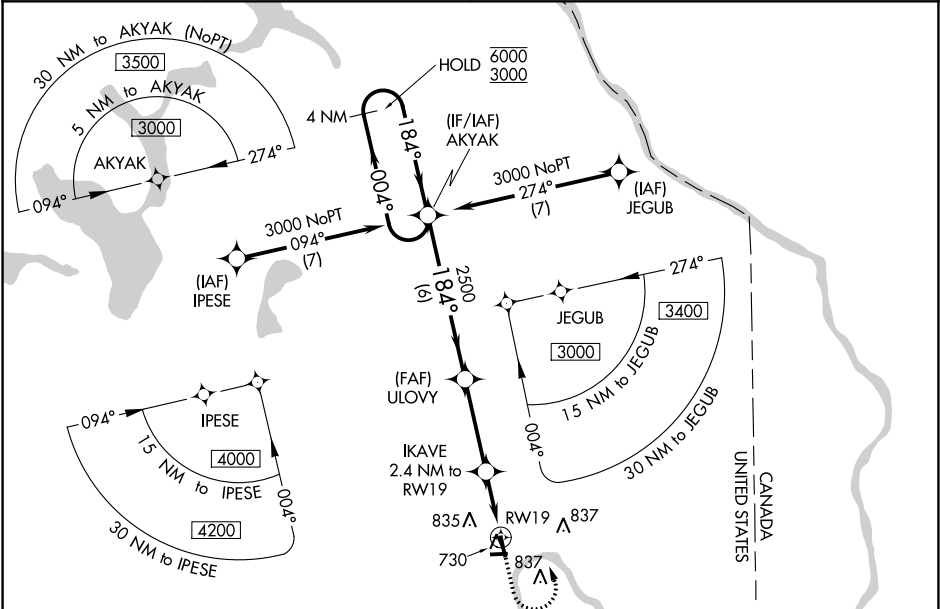 30 NM to AKYAK (NoPT)
3500
5 NM to AKYAK
3000
AKYAK
094°
274°
HOLD
6000
3000
4 NM
184°
004°
(IF/IAF)
AKYAK
3000 NoPT
274°
(7)
(IAF)
JEGUB
3000 NoPT
094°
(7)
(IAF)
IPESE
2500
184°
(6)
274°
JEGUB
3400
3000
15 NM to JEGUB
004°
30 NM to JEGUB
(FAF)
ULOVY
094°
IPESE
4000
15 NM to IPESE
004°
4200
30 NM to IPESE
IKAVE
2.4 NM to
RW19
835
RW19
837
730
837
CANADA
UNITED STATES